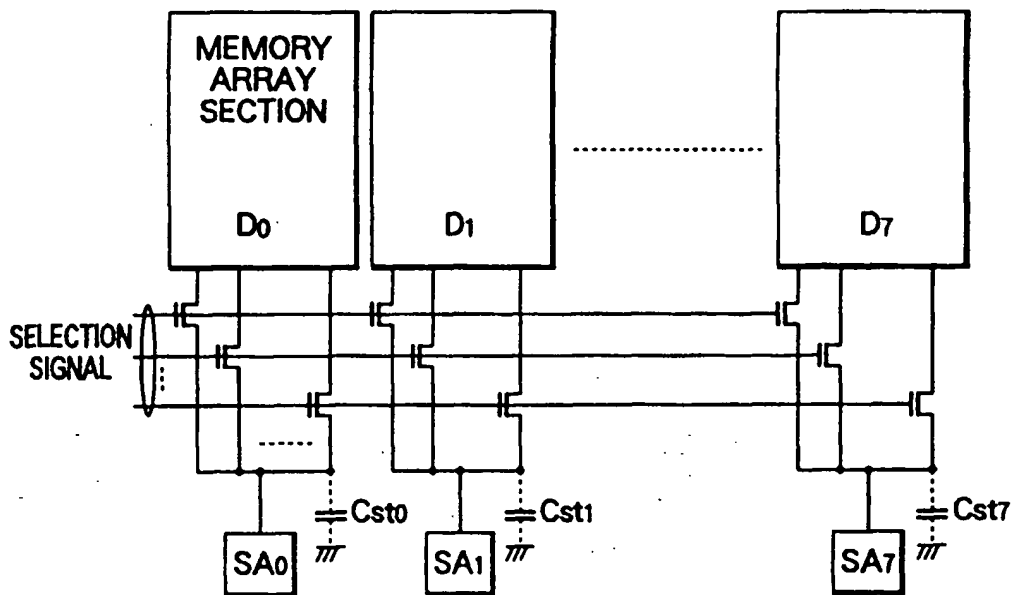 MEMORY
ARRAY
SECTION
D0
D1
D7
SELECTION
SIGNAL
Cst0
Cst1
Cst7
SA0
SA1
SA7